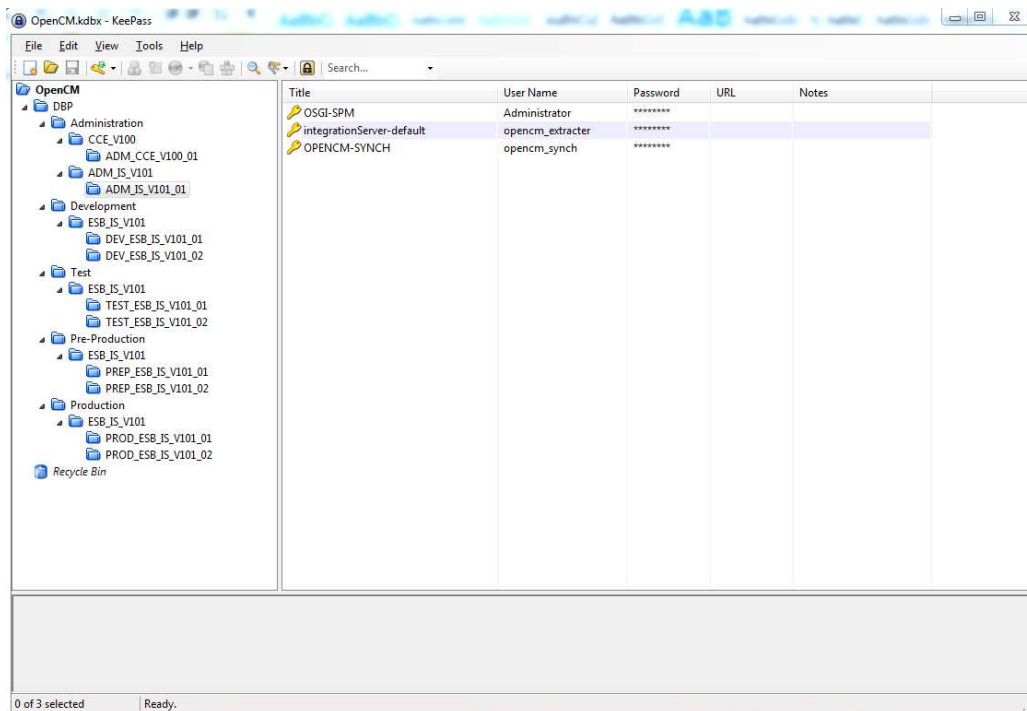 OpenCM.kdbx - KeePass
File Edit View Tools Help
Search...
OpenCM
DBP
Administration
CCE_V100
ADM_CCE_V100_01
ADM_IS_V101
ADM_IS_V101_01
Development
ESB_IS_V101
DEV_ESB_IS_V101_01
DEV_ESB_IS_V101_02
Test
ESB_IS_V101
TEST_ESB_IS_V101_01
TEST_ESB_IS_V101_02
Pre-Production
ESB_IS_V101
PREP_ESB_IS_V101_01
PREP_ESB_IS_V101_02
Production
ESB_IS_V101
PROD_ESB_IS_V101_01
PROD_ESB_IS_V101_02
Recycle Bin
Title User Name Password URL Notes
OSGI-SPM Administrator ********
integrationServer-default opencm_extracter ********
OPENCM-SYNCH opencm_synch ********
0 of 3 selected Ready.